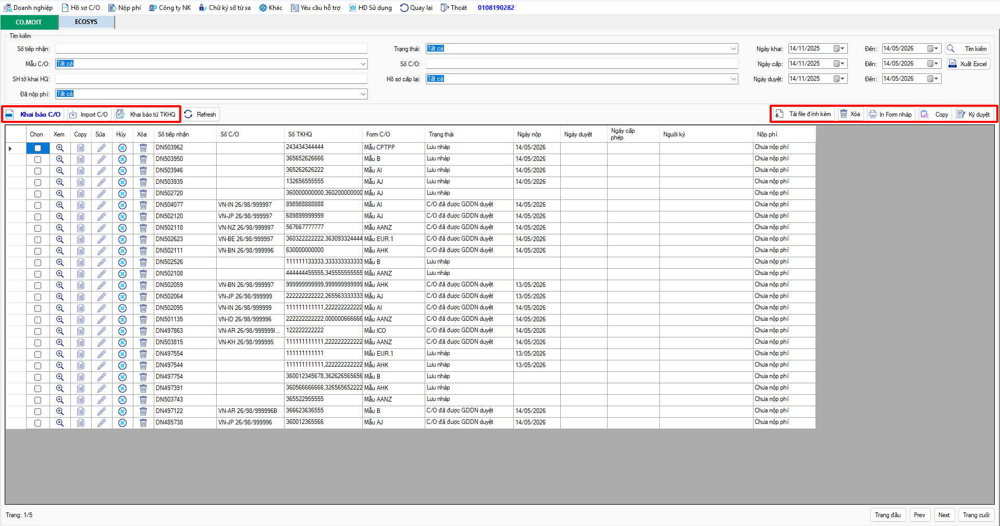 Doanh nghiệp Hồ sơ C/O Nộp phí Công ty NK Chữ ký số từ xa Khác Yêu cầu hỗ trợ HD Sử dụng Quay lại Thoát 0108190282
CO.MOIT ECOSYS
Tìm kiếm
Số tiếp nhận: Trạng thái: Tất cả Ngày khai: 14/11/2025 Đến: 14/05/2026 Tìm kiếm
Mẫu C/O: Tất cả Số C/O: Ngày cấp: 14/11/2025 Đến: 14/05/2026 Xuất Excel
SH tờ khai HQ: Hồ sơ cấp lại: Tất cả Ngày duyệt: 14/11/2025 Đến: 14/05/2026
Đã nộp phí: Tất cả
NEW Khai báo C/O Import C/O Khai báo từ TKHQ Refresh Tải file đính kèm Xóa In Form nháp Copy Ký duyệt
Chọn Xem Copy Sửa Hủy Xóa Số tiếp nhận Số C/O Số TKHQ Form C/O Trạng thái Ngày nộp Ngày duyệt Ngày cấp phép Người ký Nộp phí
DN503962 243434344444 Mẫu CPTPP Lưu nháp 14/05/2026 Chưa nộp phí
DN503950 365652626666 Mẫu B Lưu nháp 14/05/2026 Chưa nộp phí
DN503946 365262626222 Mẫu AI Lưu nháp 14/05/2026 Chưa nộp phí
DN503935 132656555555 Mẫu AJ Lưu nháp 14/05/2026 Chưa nộp phí
DN502720 360000000000,360200000000 Mẫu AJ Lưu nháp Chưa nộp phí
DN504077 VN-IN 26/98/999997 898988888888 Mẫu AI C/O đã được GDDN duyệt 14/05/2026 Chưa nộp phí
DN502120 VN-JP 26/98/999997 689899999999 Mẫu AJ C/O đã được GDDN duyệt 14/05/2026 Chưa nộp phí
DN502118 VN-NZ 26/98/999997 567667777777 Mẫu AANZ C/O đã được GDDN duyệt 14/05/2026 Chưa nộp phí
DN502623 VN-BE 26/98/999997 360322222222,363093324444 Mẫu EUR.1 C/O đã được GDDN duyệt 14/05/2026 Chưa nộp phí
DN502111 VN-BN 26/98/999996 630000000000 Mẫu AHK C/O đã được GDDN duyệt 14/05/2026 Chưa nộp phí
DN502526 111111133333,333333333333 Mẫu B Lưu nháp Chưa nộp phí
DN502108 444444455555,345555555555 Mẫu AANZ Lưu nháp Chưa nộp phí
DN502059 VN-BN 26/98/999997 999999999999,999999999999 Mẫu AHK C/O đã được GDDN duyệt 13/05/2026 Chưa nộp phí
DN502064 VN-JP 26/98/999999 222222222222,265563333333 Mẫu AJ C/O đã được GDDN duyệt 13/05/2026 Chưa nộp phí
DN502095 VN-IN 26/98/999999 111111111111,222222222222 Mẫu AI C/O đã được GDDN duyệt 14/05/2026 Chưa nộp phí
DN501135 VN-ID 26/98/999996 222222222222,000000666666 Mẫu AANZ C/O đã được GDDN duyệt 14/05/2026 Chưa nộp phí
DN497863 VN-AR 26/98/999999I... 122222222222 Mẫu ICO C/O đã được GDDN duyệt 14/05/2026 Chưa nộp phí
DN503815 VN-KH 26/98/999995 111111111111,222222222222 Mẫu AANZ C/O đã được GDDN duyệt 14/05/2026 Chưa nộp phí
DN497554 111111111111 Mẫu EUR.1 Lưu nháp 13/05/2026 Chưa nộp phí
DN497544 111111111111,222222222222 Mẫu AHK Lưu nháp 13/05/2026 Chưa nộp phí
DN497754 360012345678,362626565656 Mẫu B Lưu nháp Chưa nộp phí
DN497391 360566666666,326565652222 Mẫu AHK Lưu nháp Chưa nộp phí
DN503743 365522955555 Mẫu AANZ Lưu nháp Chưa nộp phí
DN497122 VN-AR 26/98/999996B 366623636555 Mẫu B C/O đã được GDDN duyệt 14/05/2026 Chưa nộp phí
DN485738 VN-JP 26/98/999996 360012365566 Mẫu AJ C/O đã được GDDN duyệt 14/05/2026 Chưa nộp phí
Trang: 1/5 Trang đầu Prev Next Trang cuối